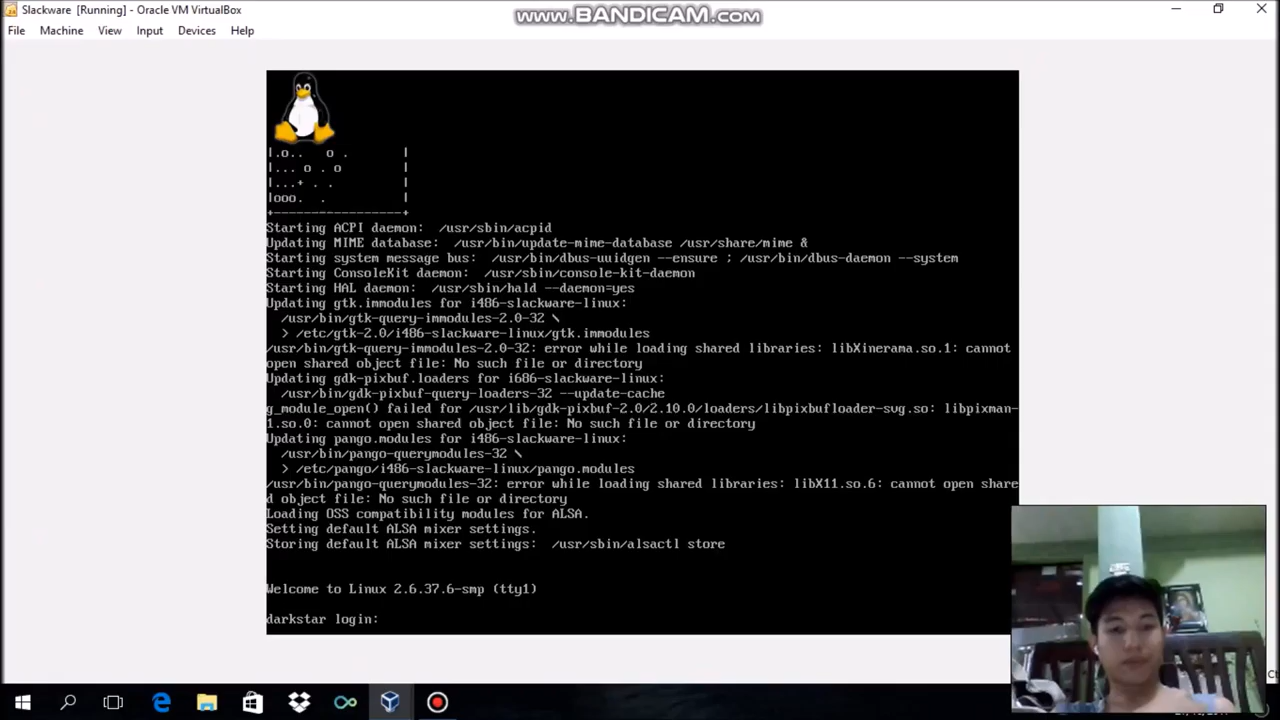 Slackware [Running] - Oracle VM VirtualBox
www.BANDICAM.com
File Machine View Input Devices Help
|.o.. o . |
|... o . o |
|...+ . . |
|ooo. . |
+-----------------+
Starting ACPI daemon: /usr/sbin/acpid
Updating MIME database: /usr/bin/update-mime-database /usr/share/mime &
Starting system message bus: /usr/bin/dbus-uuidgen --ensure ; /usr/bin/dbus-daemon --system
Starting ConsoleKit daemon: /usr/sbin/console-kit-daemon
Starting HAL daemon: /usr/sbin/hald --daemon=yes
Updating gtk.immodules for i486-slackware-linux:
/usr/bin/gtk-query-immodules-2.0-32 \
> /etc/gtk-2.0/i486-slackware-linux/gtk.immodules
/usr/bin/gtk-query-immodules-2.0-32: error while loading shared libraries: libXinerama.so.1: cannot
open shared object file: No such file or directory
Updating gdk-pixbuf.loaders for i686-slackware-linux:
/usr/bin/gdk-pixbuf-query-loaders-32 --update-cache
g_module_open() failed for /usr/lib/gdk-pixbuf-2.0/2.10.0/loaders/libpixbufloader-svg.so: libpixman-
1.so.0: cannot open shared object file: No such file or directory
Updating pango.modules for i486-slackware-linux:
/usr/bin/pango-querymodules-32 \
> /etc/pango/i486-slackware-linux/pango.modules
/usr/bin/pango-querymodules-32: error while loading shared libraries: libX11.so.6: cannot open share
d object file: No such file or directory
Loading OSS compatibility modules for ALSA.
Setting default ALSA mixer settings.
Storing default ALSA mixer settings: /usr/sbin/alsactl store
Welcome to Linux 2.6.37.6-smp (tty1)
darkstar login: